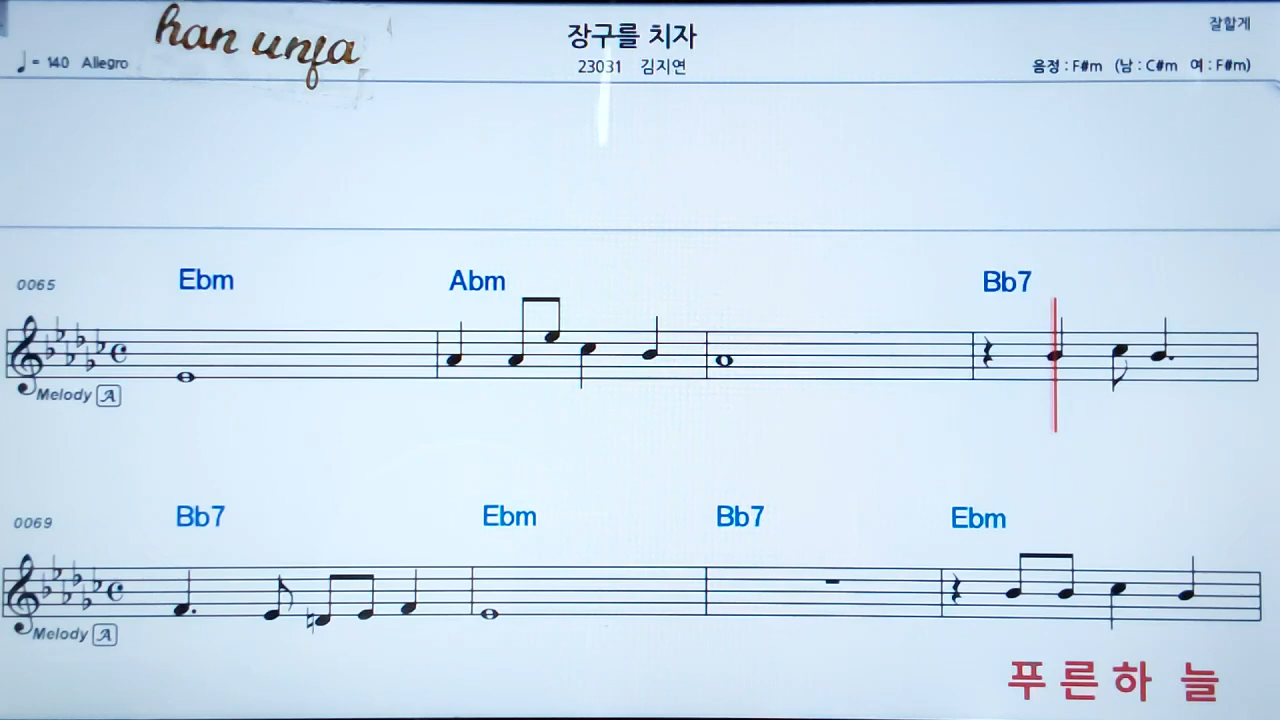 han unfa
장구를 치자
잘할게
♩= 140 Allegro
23031 김지연
음정 : F#m (남 : C#m 여 : F#m)
0065 Ebm Abm Bb7
Melody A
0069 Bb7 Ebm Bb7 Ebm
Melody A
푸른하 늘